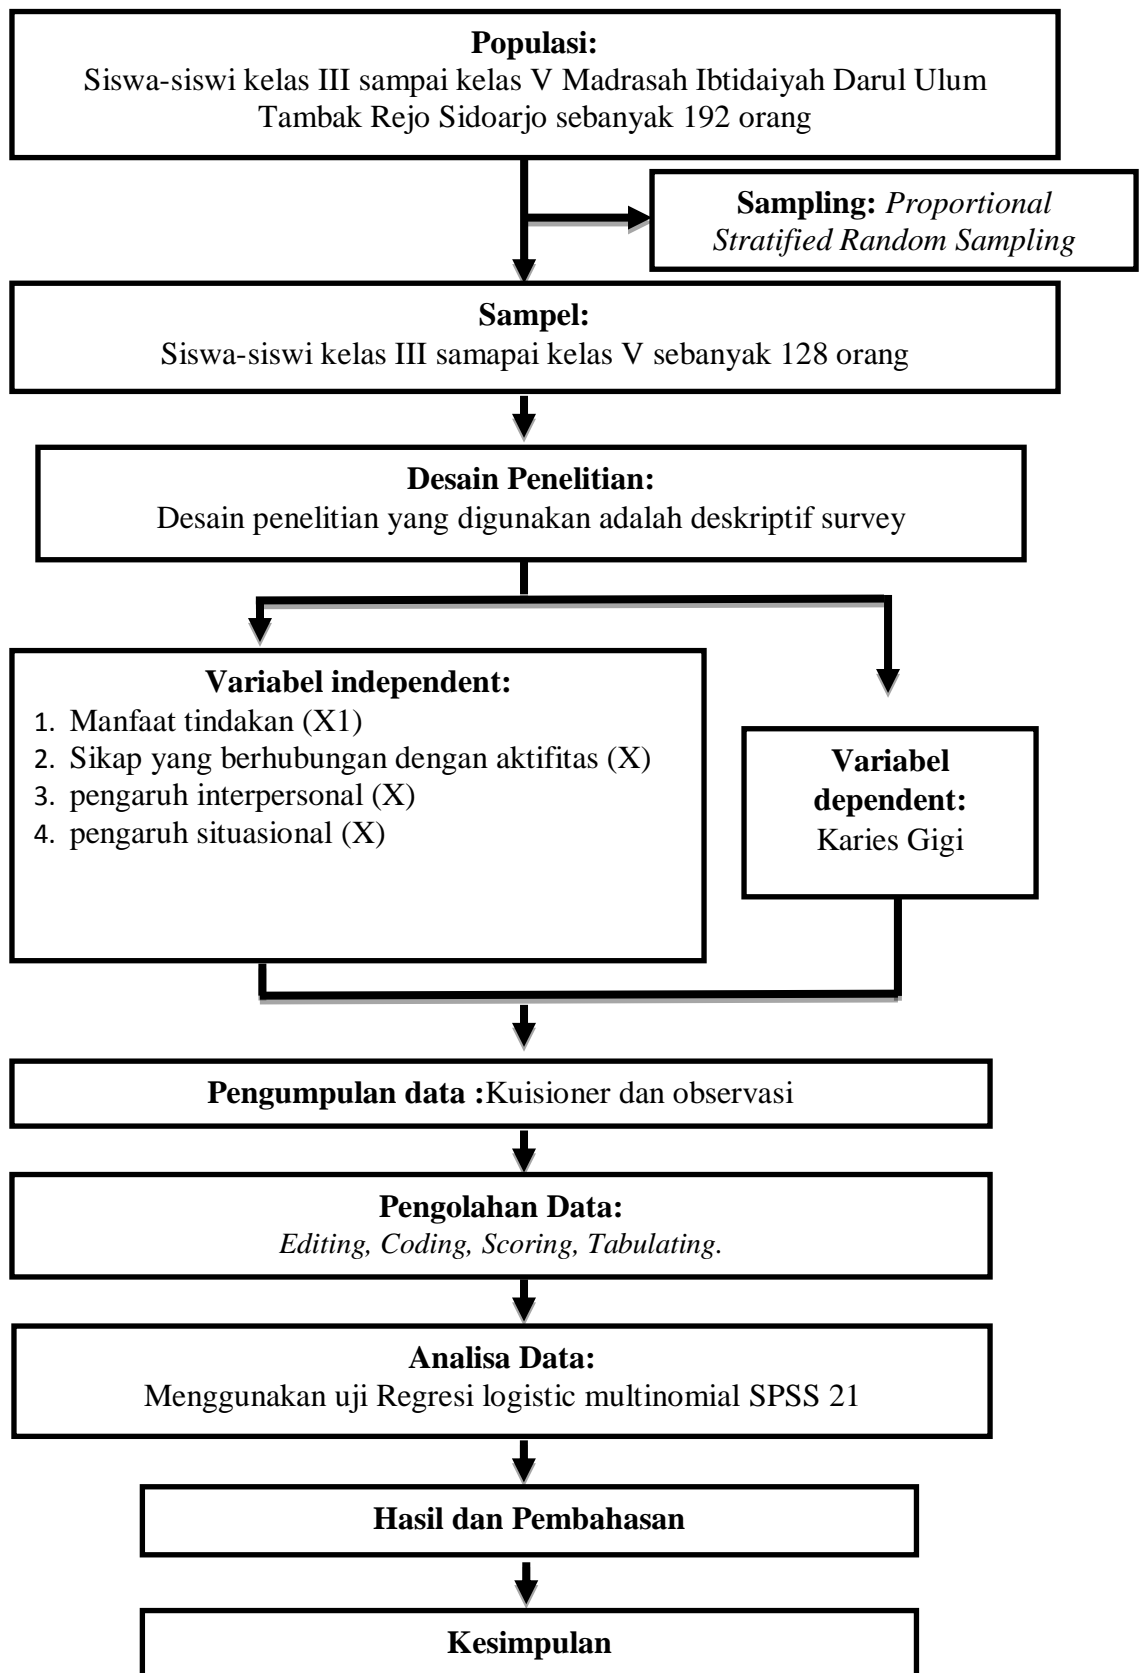 Populasi:
Siswa-siswi kelas III sampai kelas V Madrasah Ibtidaiyah Darul Ulum
Tambak Rejo Sidoarjo sebanyak 192 orang
Sampling: Proportional
Stratified Random Sampling
Sampel:
Siswa-siswi kelas III samapai kelas V sebanyak 128 orang
Desain Penelitian:
Desain penelitian yang digunakan adalah deskriptif survey
Variabel independent:
1. Manfaat tindakan (X1)
2. Sikap yang berhubungan dengan aktifitas (X)
3. pengaruh interpersonal (X)
4. pengaruh situasional (X)
Variabel
dependent:
Karies Gigi
Pengumpulan data :Kuisioner dan observasi
Pengolahan Data:
Editing, Coding, Scoring, Tabulating.
Analisa Data:
Menggunakan uji Regresi logistic multinomial SPSS 21
Hasil dan Pembahasan
Kesimpulan